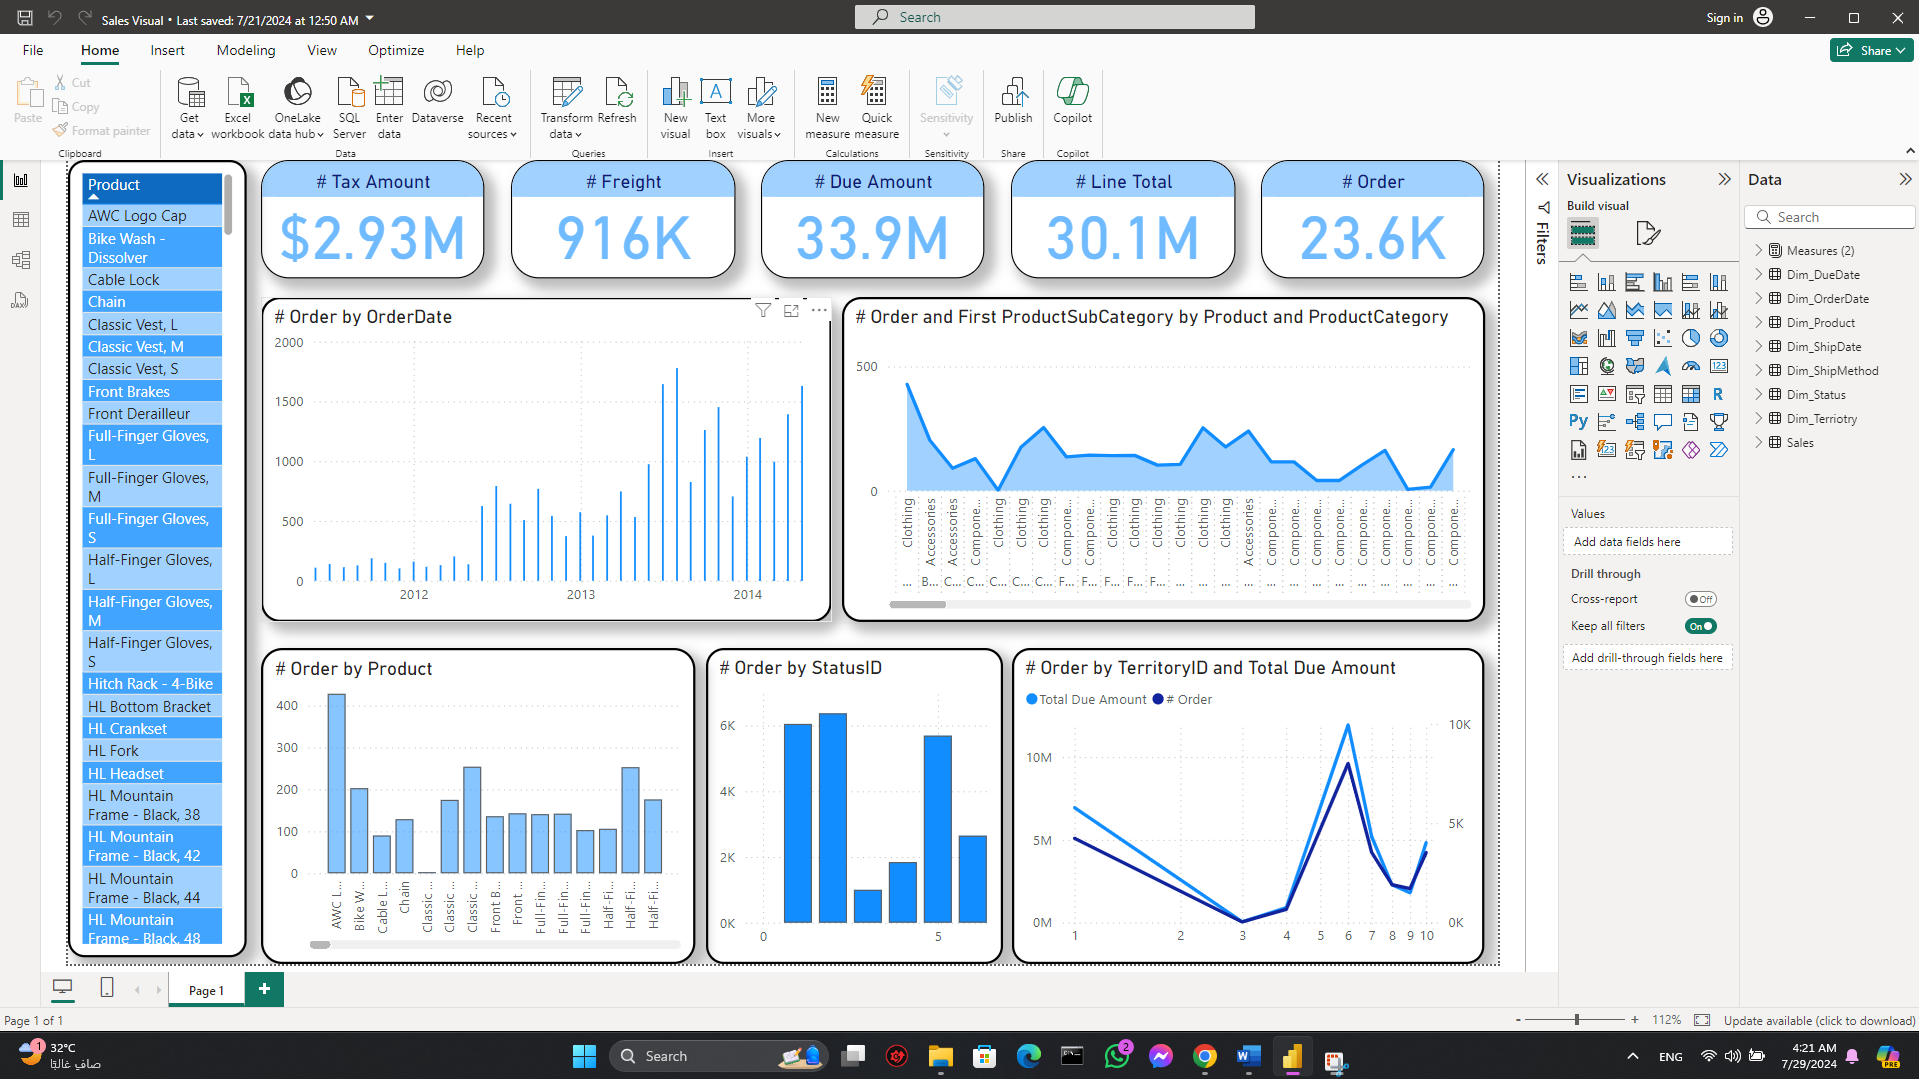 Sales Visual • Last saved: 7/21/2024 at 12:50 AM
Search
Sign in
File
Home
Insert
Modeling
View
Optimize
Help
Share
Paste
Cut
Copy
Format painter
Clipboard
Get data
Excel workbook
OneLake data hub
SQL Server
Enter data
Dataverse
Recent sources
Data
Transform data
Refresh
Queries
New visual
Text box
More visuals
Insert
New measure
Quick measure
Calculations
Sensitivity
Sensitivity
Publish
Share
Copilot
Copilot
Product
AWC Logo Cap
Bike Wash -
Dissolver
Cable Lock
Chain
Classic Vest, L
Classic Vest, M
Classic Vest, S
Front Brakes
Front Derailleur
Full-Finger Gloves,
L
Full-Finger Gloves,
M
Full-Finger Gloves,
S
Half-Finger Gloves,
L
Half-Finger Gloves,
M
Half-Finger Gloves,
S
Hitch Rack - 4-Bike
HL Bottom Bracket
HL Crankset
HL Fork
HL Headset
HL Mountain
Frame - Black, 38
HL Mountain
Frame - Black, 42
HL Mountain
Frame - Black, 44
HL Mountain
Frame - Black, 48
# Tax Amount
$2.93M
# Freight
916K
# Due Amount
33.9M
# Line Total
30.1M
# Order
23.6K
# Order by OrderDate
2000
1500
1000
500
0
2012 2013 2014
# Order and First ProductSubCategory by Product and ProductCategory
500
0
Clothing Accessories Accessories Compone... Clothing Clothing Clothing Compone... Compone... Clothing Clothing Clothing Clothing Clothing Clothing Accessories Compone... Compone... Compone... Compone... Compone... Compone... Compone... Compone... Compone...
... B... C... C... C... C... C... F... F... F... F... F... ... ... ... ... ... ... ... ... ... ... ... ... ...
# Order by Product
400
300
200
100
0
AWC L... Bike W... Cable L... Chain Classic ... Classic ... Classic ... Front B... Front ... Full-Fin... Full-Fin... Full-Fin... Half-Fi... Half-Fi... Half-Fi...
# Order by StatusID
6K
4K
2K
0K
0 5
# Order by TerritoryID and Total Due Amount
Total Due Amount # Order
10M
5M
0M
10K
5K
0K
1 2 3 4 5 6 7 8 9 10
Filters
Visualizations
Build visual
R
Py
123
123
...
Values
Add data fields here
Drill through
Cross-report
Off
Keep all filters
On
Add drill-through fields here
Data
Search
Measures (2)
Dim_DueDate
Dim_OrderDate
Dim_Product
Dim_ShipDate
Dim_ShipMethod
Dim_Status
Dim_Terriotry
Sales
Page 1
+
Page 1 of 1
- + 112%
Update available (click to download)
1
32°C
صافي غالبًا
Search
2
ENG
4:21 AM
7/29/2024
PRE